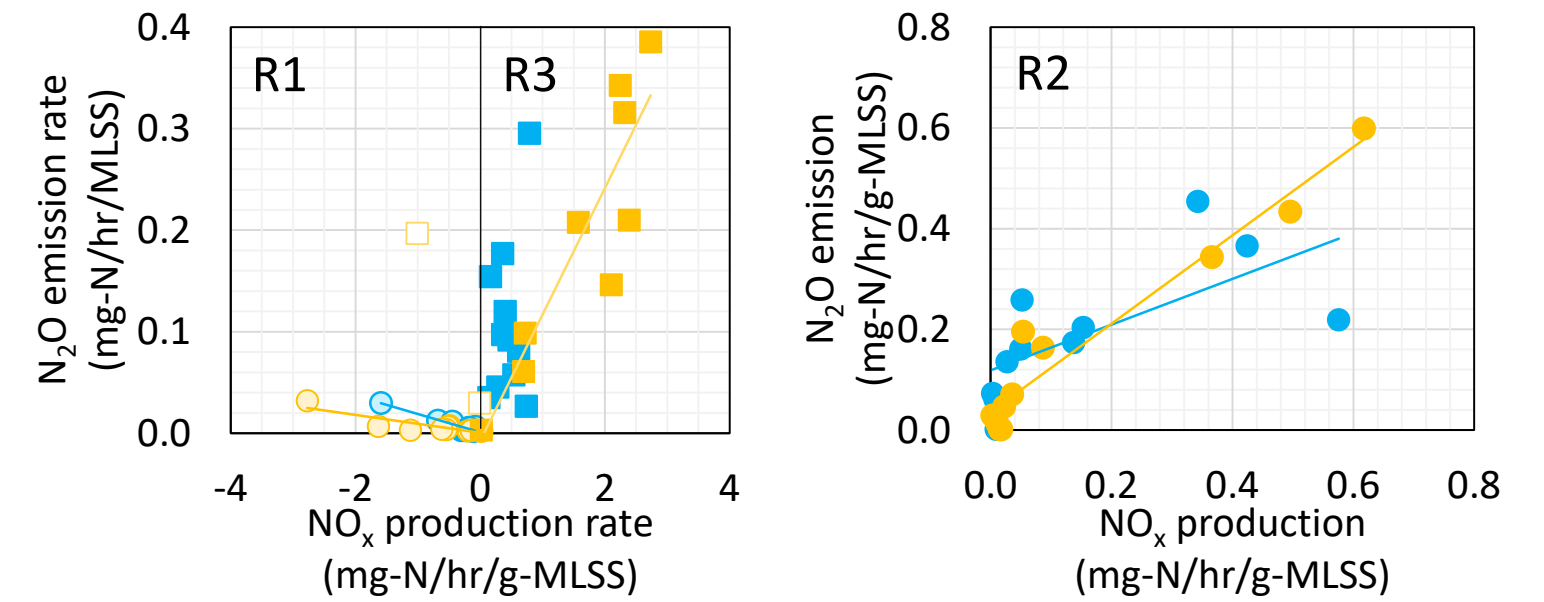 N₂O emission rate
(mg-N/hr/MLSS)
0.4
0.3
0.2
0.1
0.0
R1
R3
-4
-2
0
2
4
NOₓ production rate
(mg-N/hr/g-MLSS)
N₂O emission
(mg-N/hr/g-MLSS)
0.8
0.6
0.4
0.2
0.0
R2
0.0
0.2
0.4
0.6
0.8
NOₓ production
(mg-N/hr/g-MLSS)